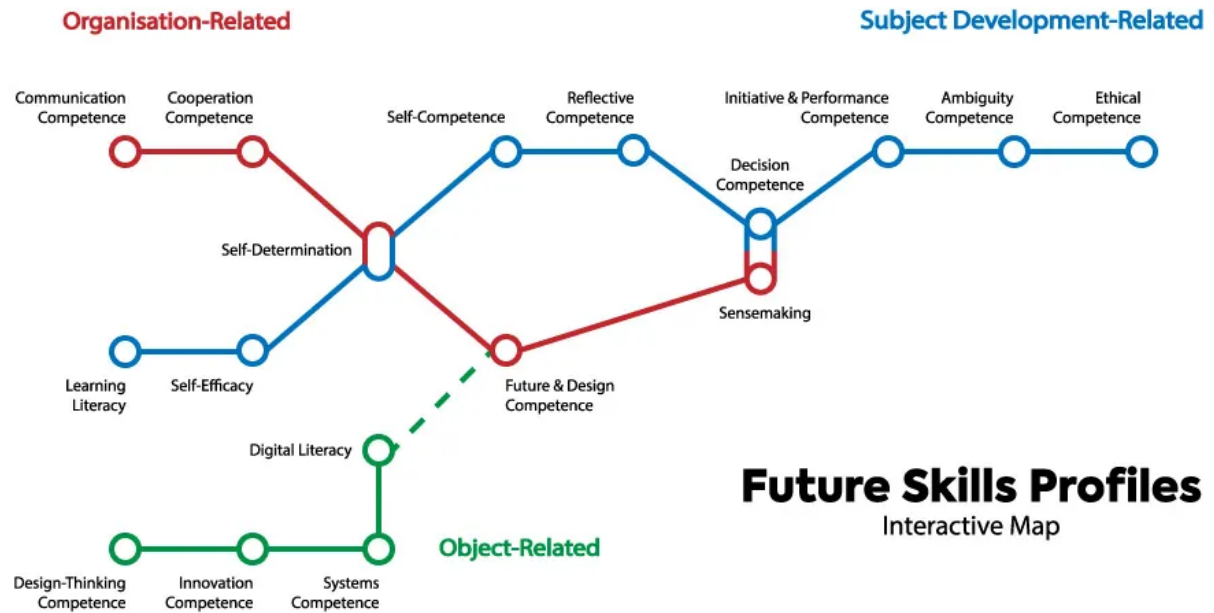 Organisation-Related
Subject Development-Related
Communication
Competence
Cooperation
Competence
Self-Competence
Reflective
Competence
Initiative & Performance
Competence
Ambiguity
Competence
Ethical
Competence
Decision
Competence
Self-Determination
Sensemaking
Learning
Literacy
Self-Efficacy
Future & Design
Competence
Digital Literacy
Future Skills Profiles
Interactive Map
Object-Related
Design-Thinking
Competence
Innovation
Competence
Systems
Competence